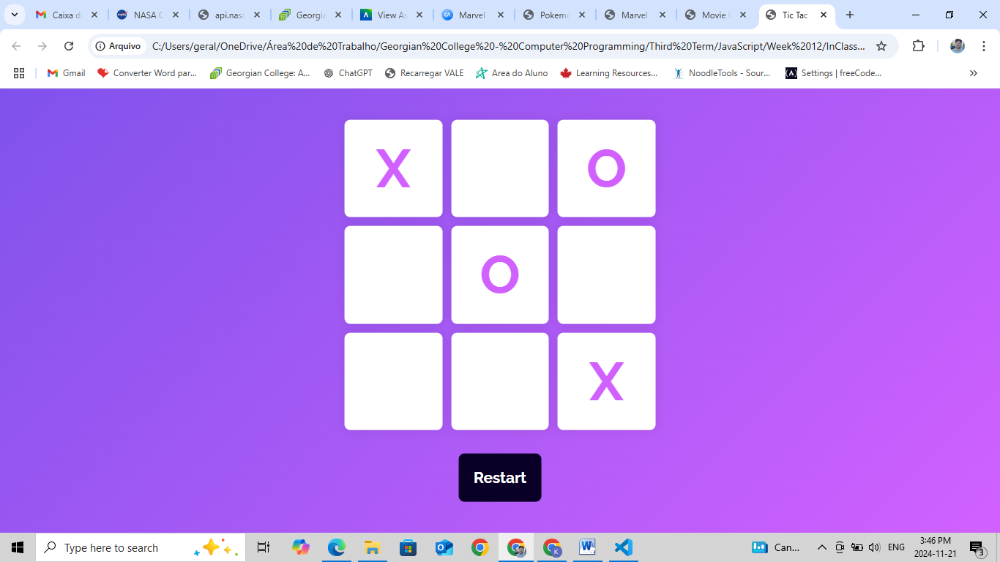 Caixa d
NASA C
api.nas
Georgia
View As
Marvel
Pokemo
Marvel
Movie
Tic Tac
Arquivo
C:/Users/geral/OneDrive/Área%20de%20Trabalho/Georgian%20College%20-%20Computer%20Programming/Third%20Term/JavaScript/Week%2012/InClass...
Gmail
Converter Word par...
Georgian College: A...
ChatGPT
Recarregar VALE
Area do Aluno
Learning Resources...
NoodleTools - Sour...
Settings | freeCode...
X O
O
X
Restart
Type here to search
Can...
ENG
3:46 PM
2024-11-21
3